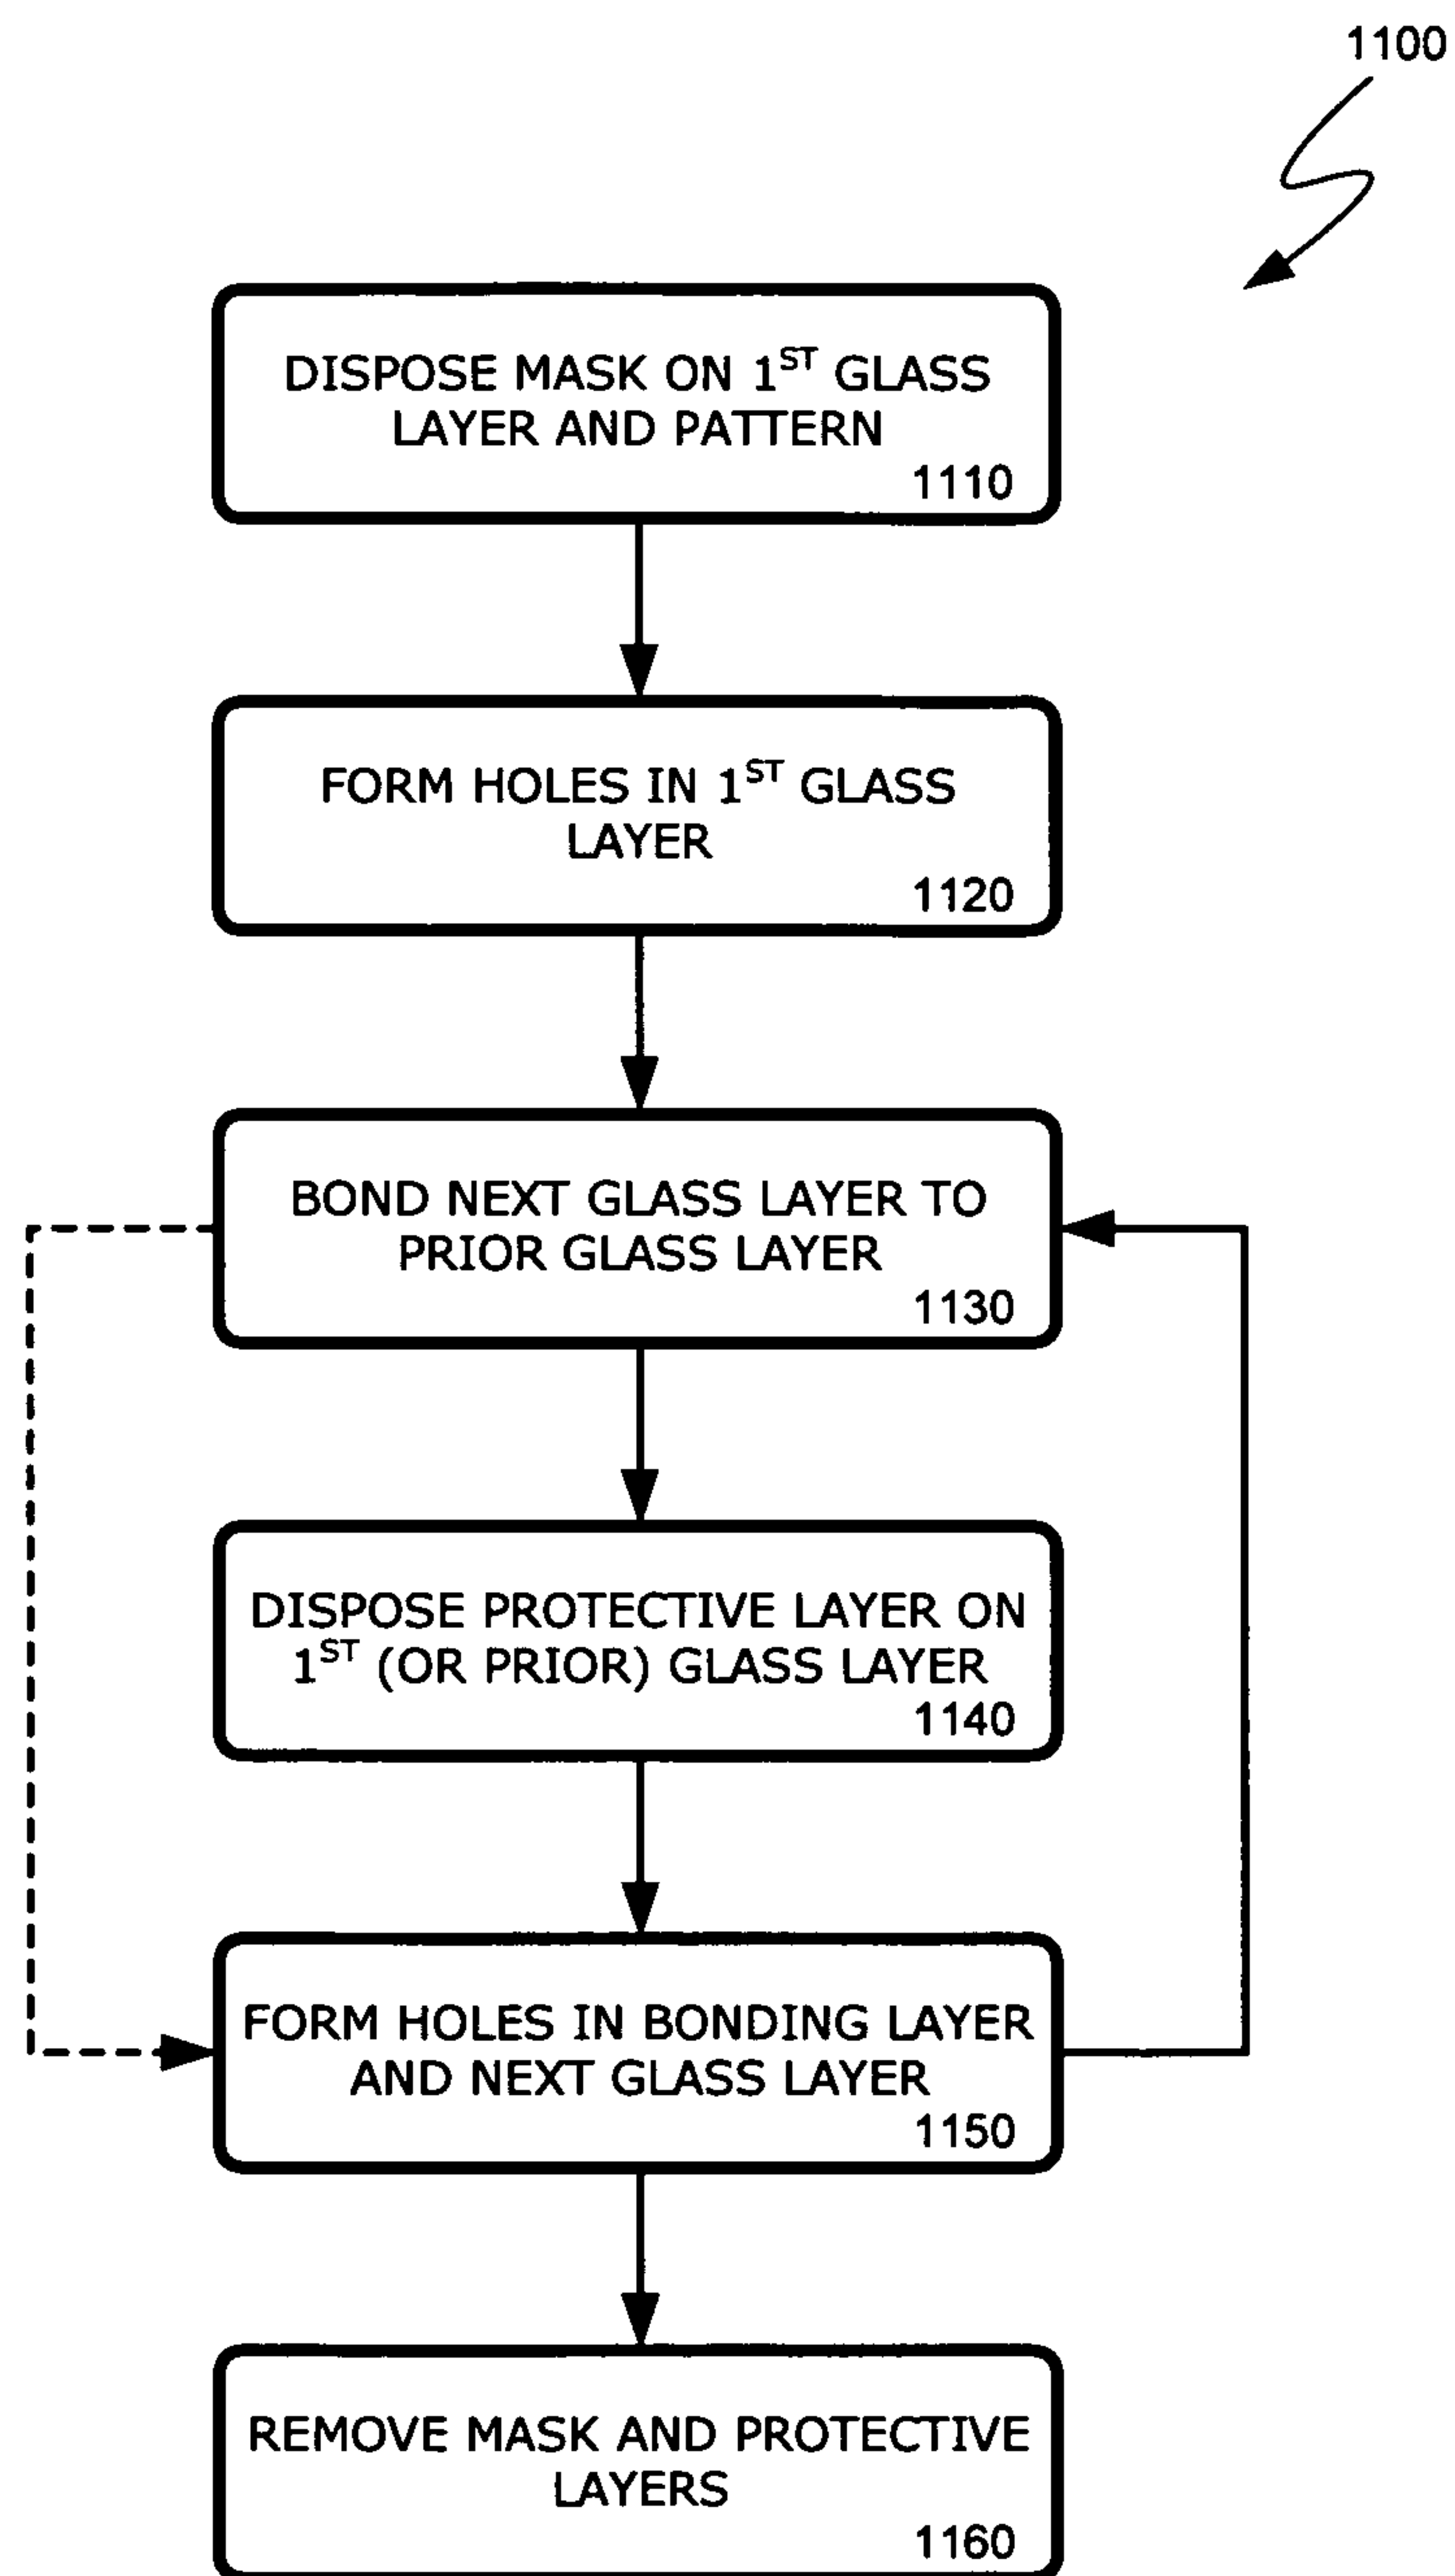 1100
DISPOSE MASK ON 1ST GLASS
LAYER AND PATTERN
1110
FORM HOLES IN 1ST GLASS
LAYER
1120
BOND NEXT GLASS LAYER TO
PRIOR GLASS LAYER
1130
DISPOSE PROTECTIVE LAYER ON
1ST (OR PRIOR) GLASS LAYER
1140
FORM HOLES IN BONDING LAYER
AND NEXT GLASS LAYER
1150
REMOVE MASK AND PROTECTIVE
LAYERS
1160